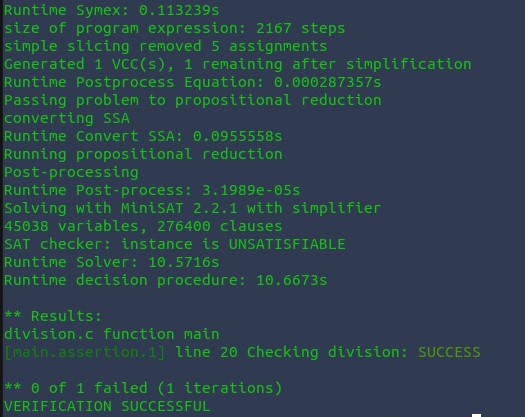 Runtime Symex: 0.113239s
size of program expression: 2167 steps
simple slicing removed 5 assignments
Generated 1 VCC(s), 1 remaining after simplification
Runtime Postprocess Equation: 0.000287357s
Passing problem to propositional reduction
converting SSA
Runtime Convert SSA: 0.0955558s
Running propositional reduction
Post-processing
Runtime Post-process: 3.1989e-05s
Solving with MiniSAT 2.2.1 with simplifier
45038 variables, 276400 clauses
SAT checker: instance is UNSATISFIABLE
Runtime Solver: 10.5716s
Runtime decision procedure: 10.6673s

** Results:
division.c function main
[main.assertion.1] line 20 Checking division: SUCCESS

** 0 of 1 failed (1 iterations)
VERIFICATION SUCCESSFUL